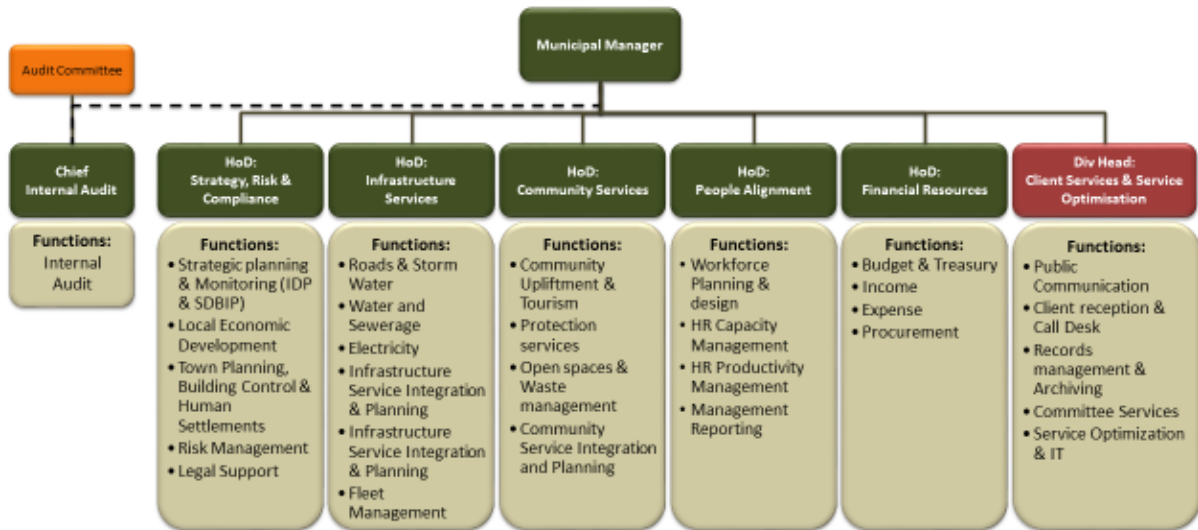 Municipal Manager
Audit Committee
Chief
Internal Audit
Functions:
Internal
Audit
HoD:
Strategy, Risk &
Compliance
Functions:
• Strategic planning
& Monitoring (IDP
& SDBIP)
• Local Economic
Development
• Town Planning,
Building Control &
Human
Settlements
• Risk Management
• Legal Support
HoD:
Infrastructure
Services
Functions:
• Roads & Storm
Water
• Water and
Sewerage
• Electricity
• Infrastructure
Service Integration
& Planning
• Infrastructure
Service Integration
& Planning
• Fleet
Management
HoD:
Community Services
Functions:
• Community
Upliftment &
Tourism
• Protection
services
• Open spaces &
Waste
management
• Community
Service Integration
and Planning
HoD:
People Alignment
Functions:
• Workforce
Planning &
design
• HR Capacity
Management
• HR Productivity
Management
• Management
Reporting
HoD:
Financial Resources
Functions:
• Budget & Treasury
• Income
• Expense
• Procurement
Div Head:
Client Services & Service
Optimisation
Functions:
• Public
Communication
• Client reception &
Call Desk
• Records
management &
Archiving
• Committee Services
• Service Optimization
& IT